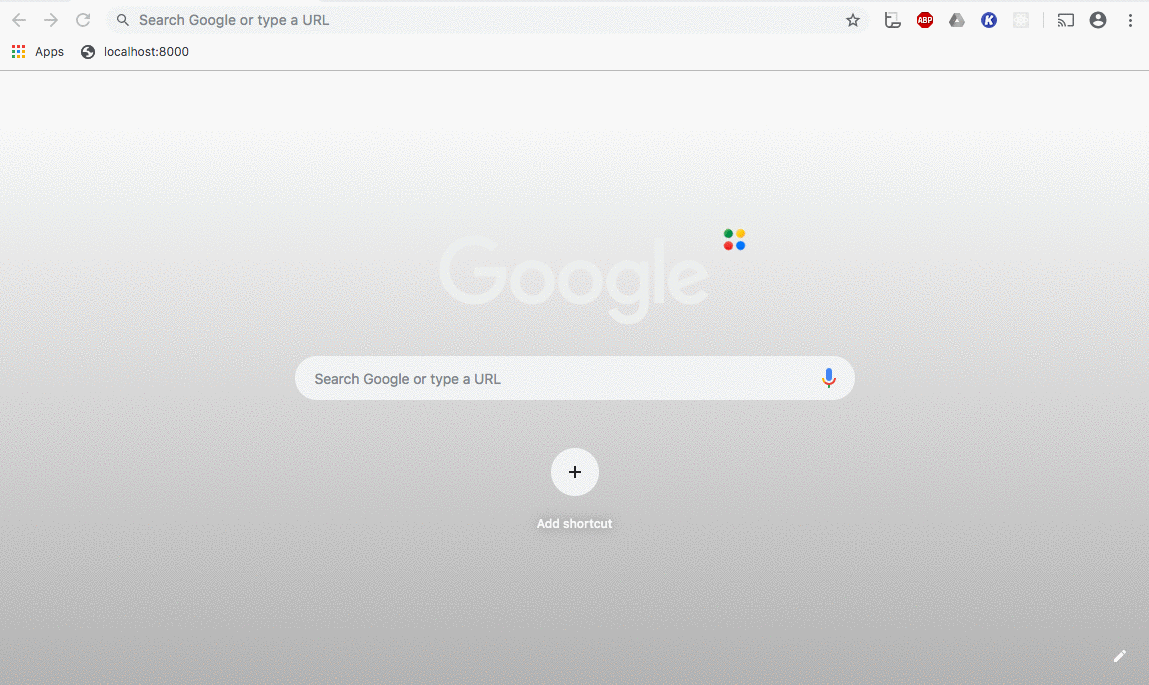 Search Google or type a URL
ABP
K
Apps
localhost:8000
Google
Search Google or type a URL
Add shortcut